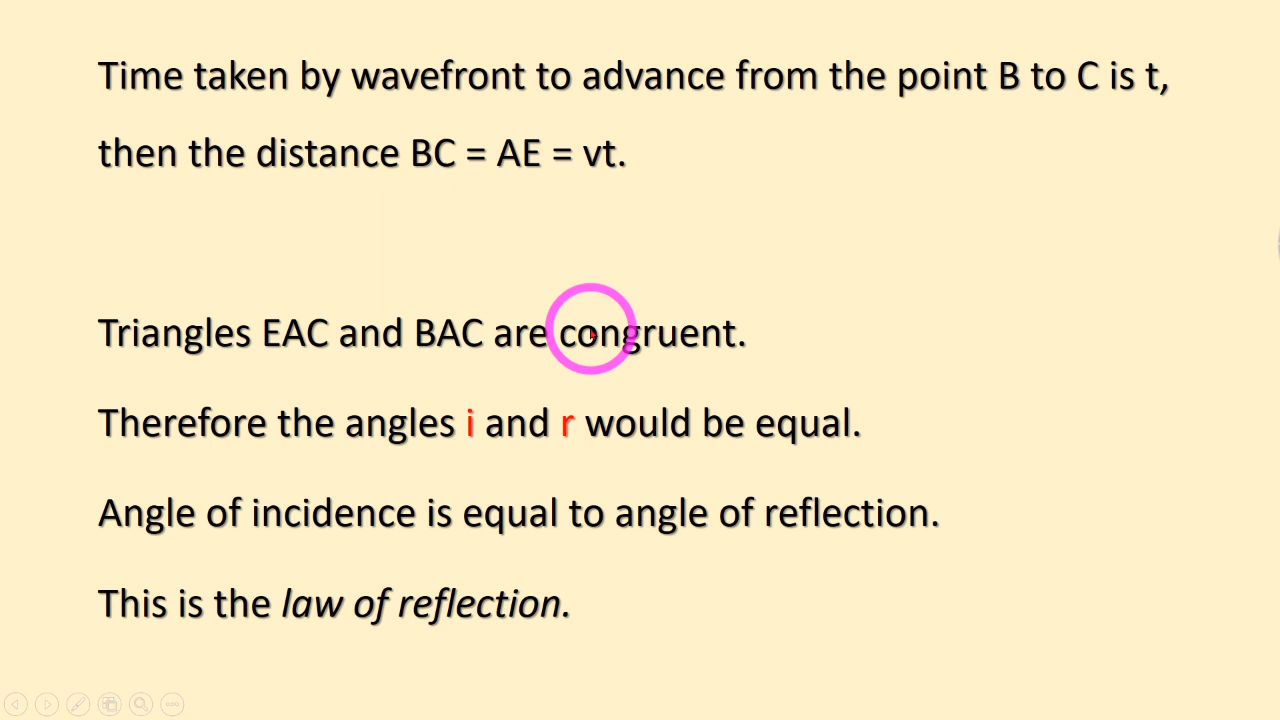 Time taken by wavefront to advance from the point B to C is t,
then the distance BC = AE = vt.
Triangles EAC and BAC are congruent.
Therefore the angles i and r would be equal.
Angle of incidence is equal to angle of reflection.
This is the law of reflection.